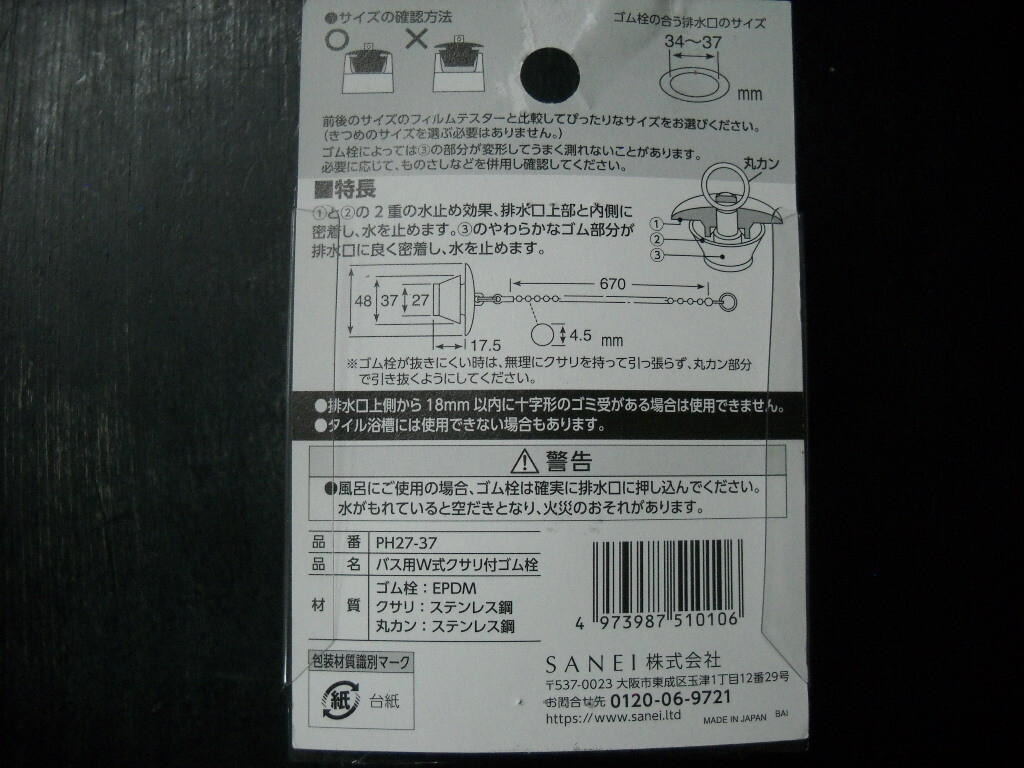 ●サイズの確認方法
ゴム栓の合う排水口のサイズ
34〜37
mm
前後のサイズのフィルムテスターと比較してぴったりなサイズをお選びください。
(きつめのサイズを選ぶ必要はありません。)
ゴム栓によっては③の部分が変形してうまく測れないことがあります。
必要に応じて、ものさしなどを併用し確認してください。
丸カン
特長
①と②の2重の水止め効果、排水口上部と内側に
密着し、水を止めます。③のやわらかなゴム部分が
排水口に良く密着し、水を止めます。
①
②
③
48 37 27
17.5
670
4.5 mm
※ゴム栓が抜きにくい時は、無理にクサリを持って引っ張らず、丸カン部分
で引き抜くようにしてください。
●排水口上側から18mm以内に十字形のゴミ受がある場合は使用できません。
●タイル浴槽には使用できない場合もあります。
警告
●風呂にご使用の場合、ゴム栓は確実に排水口に押し込んでください。
水がもれていると空だきとなり、火災のおそれがあります。
品番 PH27-37
品名 バス用W式クサリ付ゴム栓
材質 ゴム栓：EPDM
クサリ：ステンレス鋼
丸カン：ステンレス鋼
4 973987 510106
包装材質識別マーク
紙 台紙
SANEI 株式会社
〒537-0023 大阪市東成区玉津1丁目12番29号
お問合せ先 0120-06-9721
https://www.sanei.ltd MADE IN JAPAN BAI